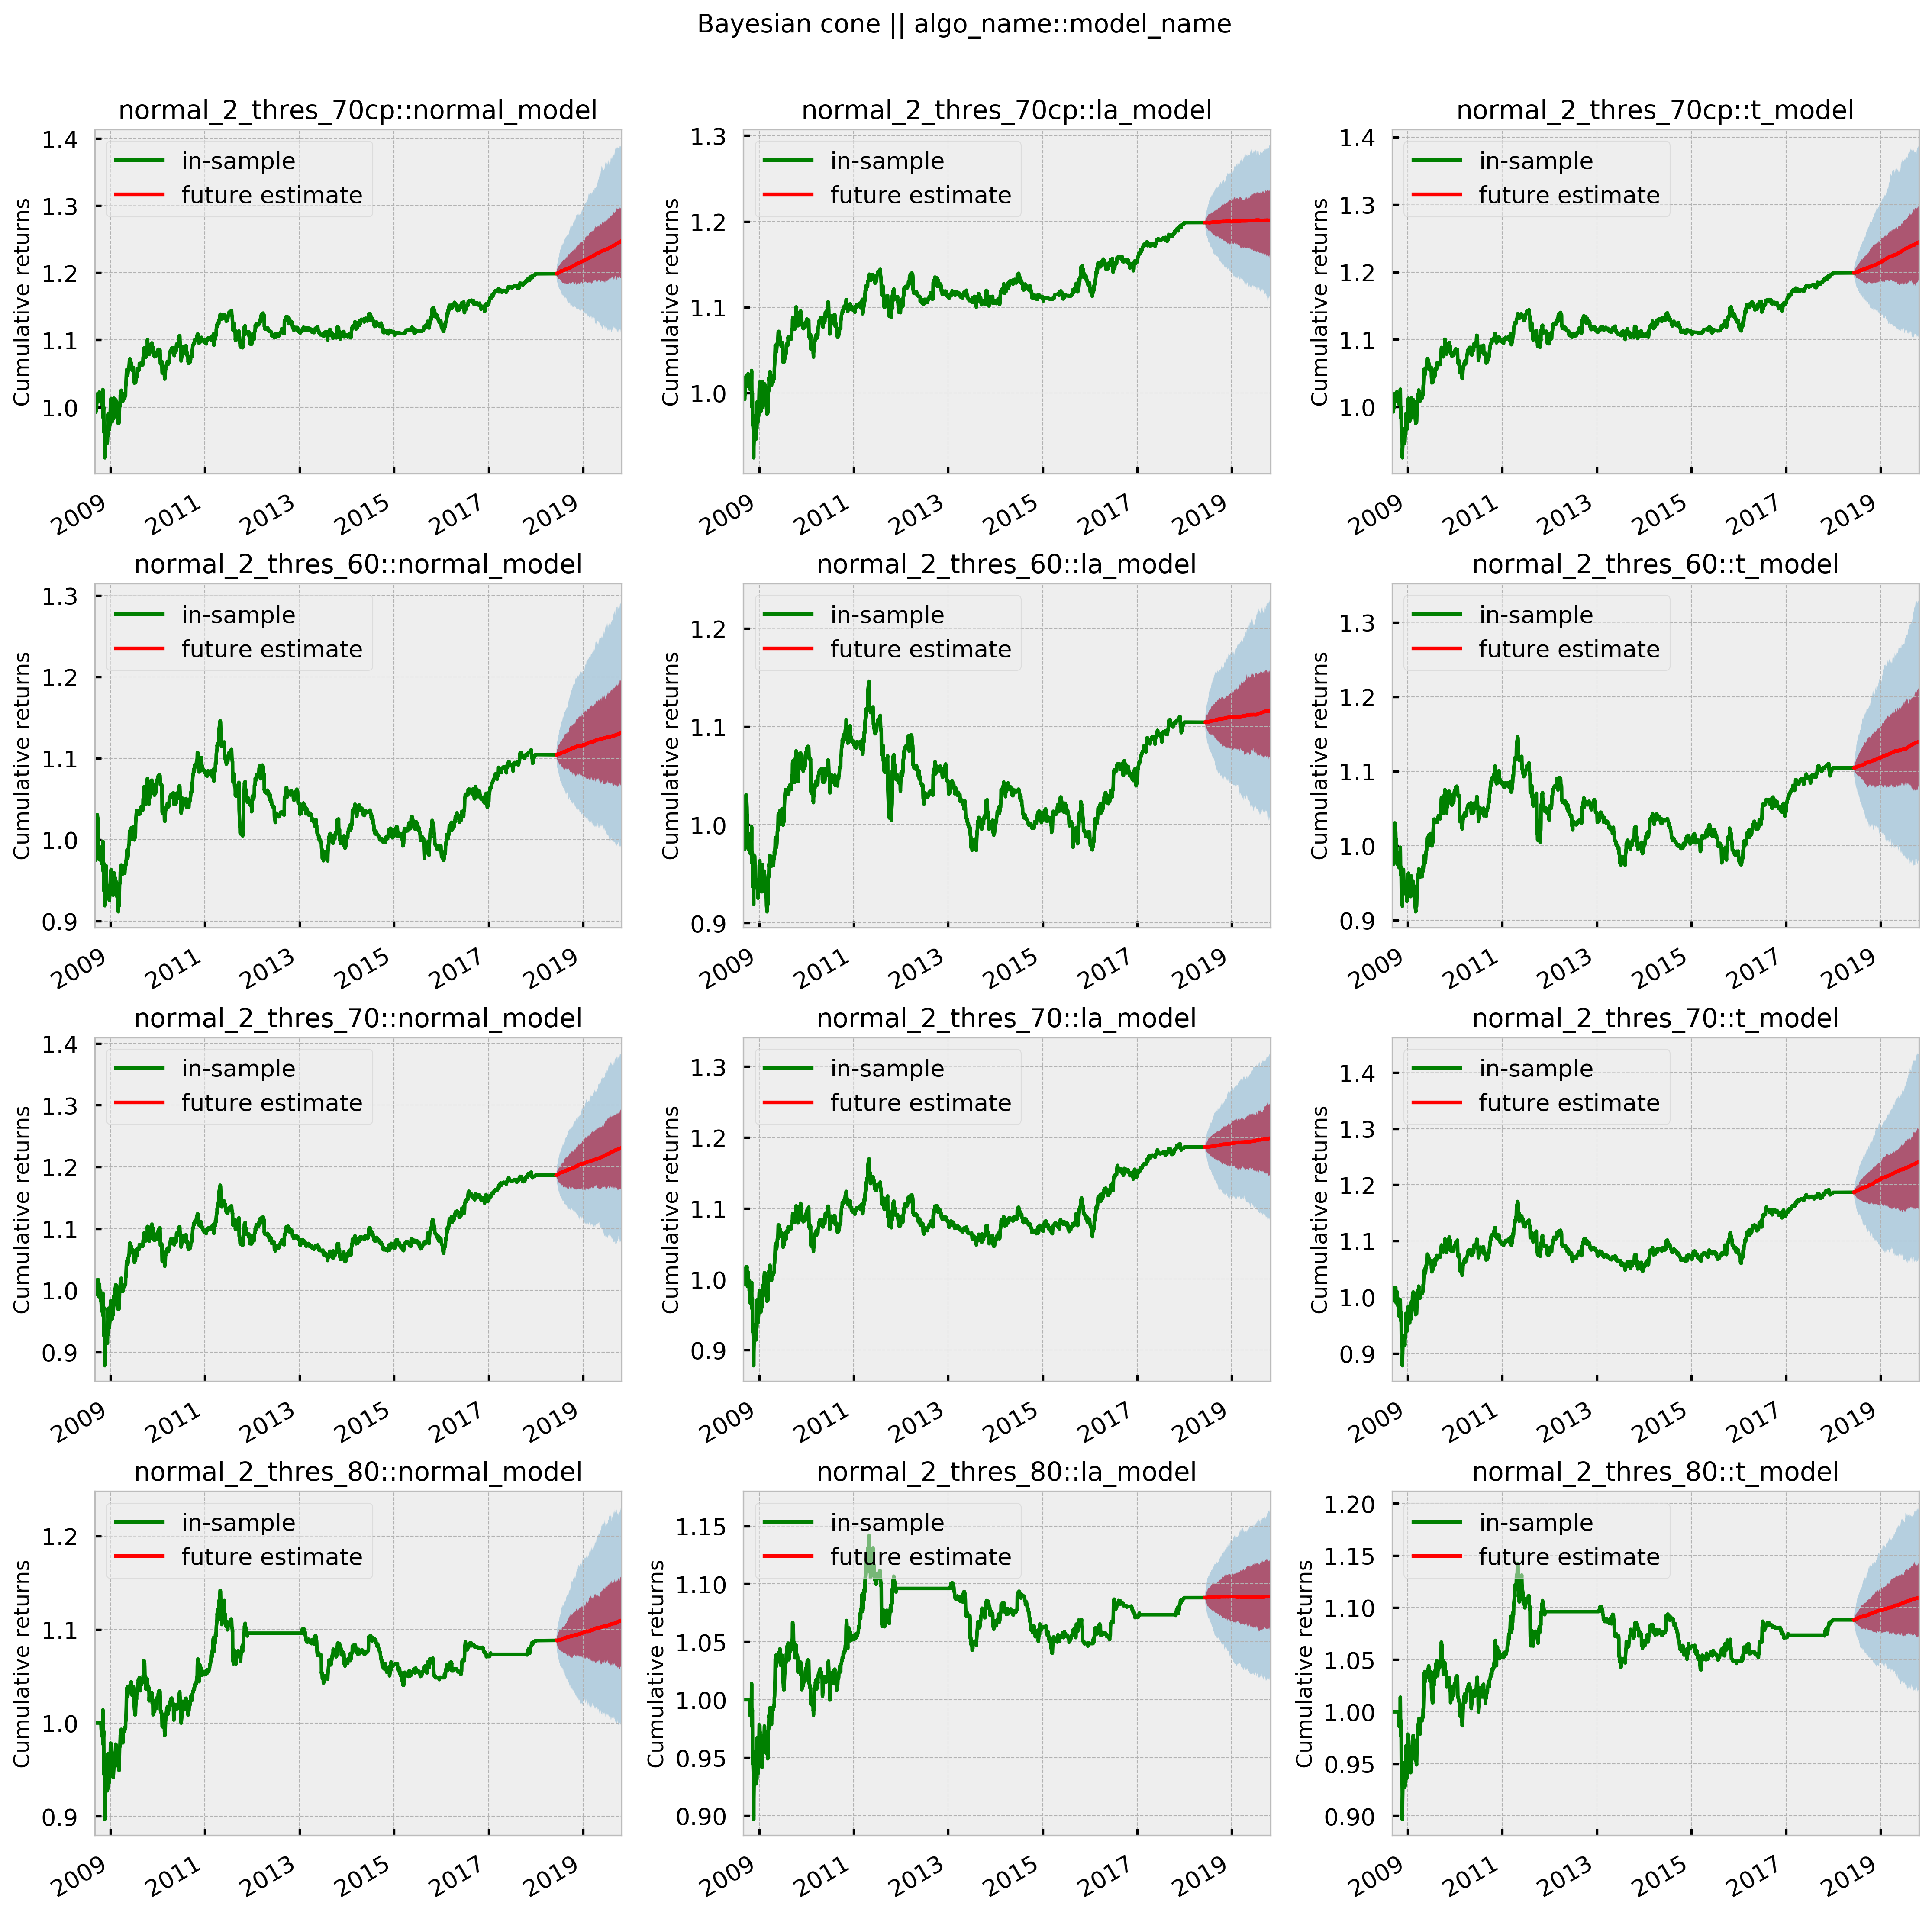 Bayesian cone || algo_name::model_name
normal_2_thres_70cp::normal_model
Cumulative returns
1.4
1.3
1.2
1.1
1.0
in-sample
future estimate
2009 2011 2013 2015 2017 2019
normal_2_thres_70cp::la_model
Cumulative returns
1.3
1.2
1.1
1.0
in-sample
future estimate
2009 2011 2013 2015 2017 2019
normal_2_thres_70cp::t_model
Cumulative returns
1.4
1.3
1.2
1.1
1.0
in-sample
future estimate
2009 2011 2013 2015 2017 2019
normal_2_thres_60::normal_model
Cumulative returns
1.3
1.2
1.1
1.0
0.9
in-sample
future estimate
2009 2011 2013 2015 2017 2019
normal_2_thres_60::la_model
Cumulative returns
1.2
1.1
1.0
0.9
in-sample
future estimate
2009 2011 2013 2015 2017 2019
normal_2_thres_60::t_model
Cumulative returns
1.3
1.2
1.1
1.0
0.9
in-sample
future estimate
2009 2011 2013 2015 2017 2019
normal_2_thres_70::normal_model
Cumulative returns
1.4
1.3
1.2
1.1
1.0
0.9
in-sample
future estimate
2009 2011 2013 2015 2017 2019
normal_2_thres_70::la_model
Cumulative returns
1.3
1.2
1.1
1.0
0.9
in-sample
future estimate
2009 2011 2013 2015 2017 2019
normal_2_thres_70::t_model
Cumulative returns
1.4
1.3
1.2
1.1
1.0
0.9
in-sample
future estimate
2009 2011 2013 2015 2017 2019
normal_2_thres_80::normal_model
Cumulative returns
1.2
1.1
1.0
0.9
in-sample
future estimate
2009 2011 2013 2015 2017 2019
normal_2_thres_80::la_model
Cumulative returns
1.15
1.10
1.05
1.00
0.95
0.90
in-sample
future estimate
2009 2011 2013 2015 2017 2019
normal_2_thres_80::t_model
Cumulative returns
1.20
1.15
1.10
1.05
1.00
0.95
0.90
in-sample
future estimate
2009 2011 2013 2015 2017 2019